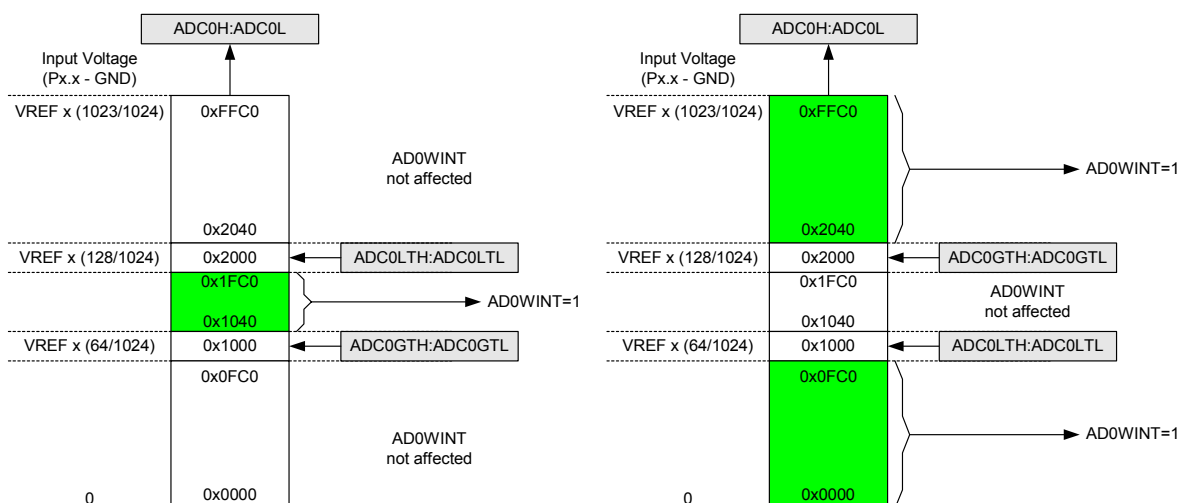 ADC0H:ADC0L
Input Voltage
(Px.x - GND)
VREF x (1023/1024)
0xFFC0
AD0WINT
not affected
0x2040
VREF x (128/1024)
0x2000
ADC0LTH:ADC0LTL
0x1FC0
AD0WINT=1
0x1040
VREF x (64/1024)
0x1000
ADC0GTH:ADC0GTL
0x0FC0
AD0WINT
not affected
0
0x0000
ADC0H:ADC0L
Input Voltage
(Px.x - GND)
VREF x (1023/1024)
0xFFC0
AD0WINT=1
0x2040
VREF x (128/1024)
0x2000
ADC0GTH:ADC0GTL
0x1FC0
AD0WINT
not affected
0x1040
VREF x (64/1024)
0x1000
ADC0LTH:ADC0LTL
0x0FC0
AD0WINT=1
0
0x0000